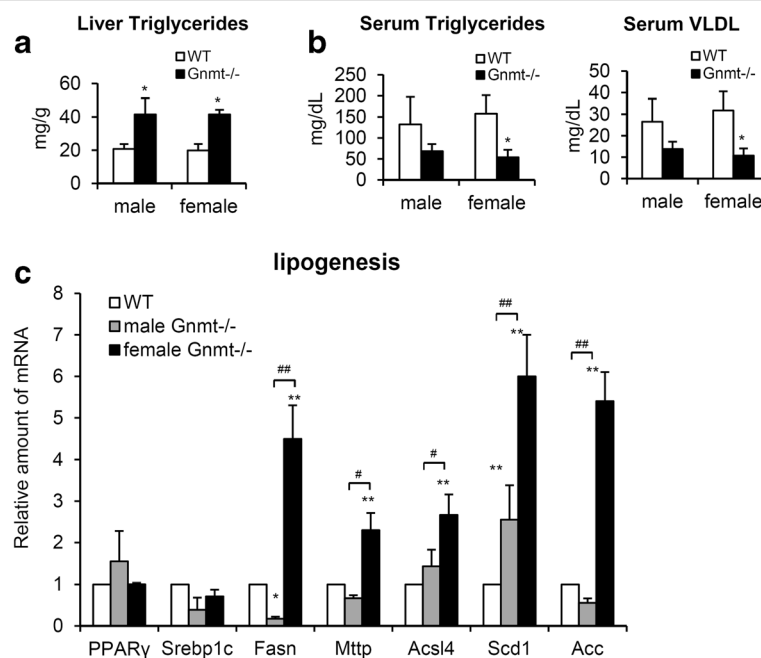 a
Liver Triglycerides
WT
Gnmt-/-
mg/g
60
40
20
0
*
*
male
female
b
Serum Triglycerides
WT
Gnmt-/-
mg/dL
250
200
150
100
50
0
*
male
female
Serum VLDL
WT
Gnmt-/-
mg/dL
50
40
30
20
10
0
*
male
female
c
lipogenesis
WT
male Gnmt-/-
female Gnmt-/-
Relative amount of mRNA
8
7
6
5
4
3
2
1
0
*
##
**
#
**
#
**
**
##
**
##
**
PPARγ Srebp1c Fasn Mttp Acsl4 Scd1 Acc